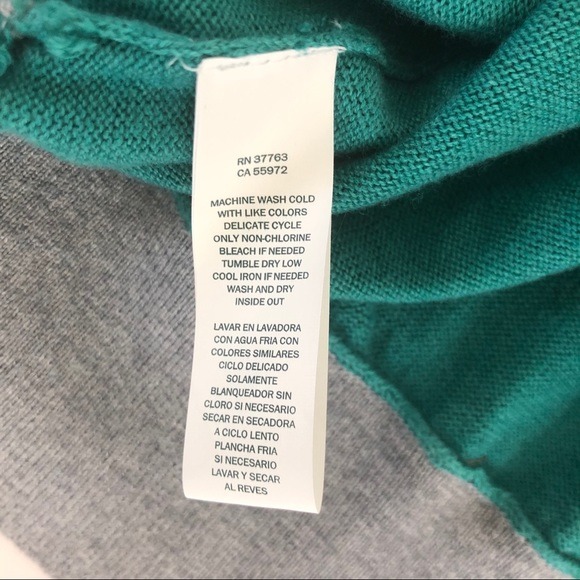 RN 37763
CA 55972
MACHINE WASH COLD
WITH LIKE COLORS
DELICATE CYCLE
ONLY NON-CHLORINE
BLEACH IF NEEDED
TUMBLE DRY LOW
COOL IRON IF NEEDED
WASH AND DRY
INSIDE OUT
LAVAR EN LAVADORA
CON AGUA FRIA CON
COLORES SIMILARES
CICLO DELICADO
SOLAMENTE
BLANQUEADOR SIN
CLORO SI NECESARIO
SECAR EN SECADORA
A CICLO LENTO
PLANCHA FRIA
SI NECESARIO
LAVAR Y SECAR
AL REVES